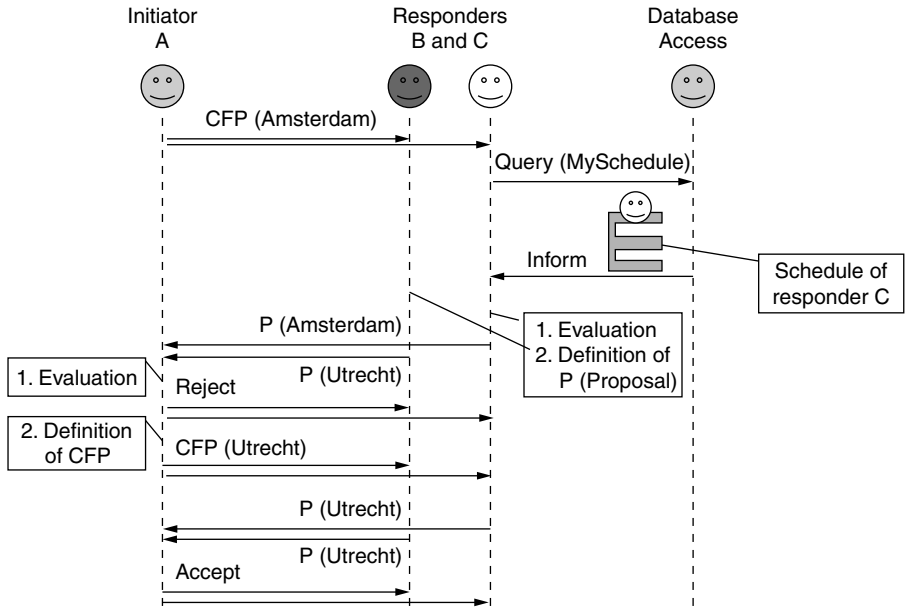 Initiator
A
Responders
B and C
Database
Access
CFP (Amsterdam)
Query (MySchedule)
Inform
Schedule of
responder C
P (Amsterdam)
1. Evaluation
2. Definition of
P (Proposal)
P (Utrecht)
1. Evaluation
Reject
2. Definition
of CFP
CFP (Utrecht)
P (Utrecht)
P (Utrecht)
Accept